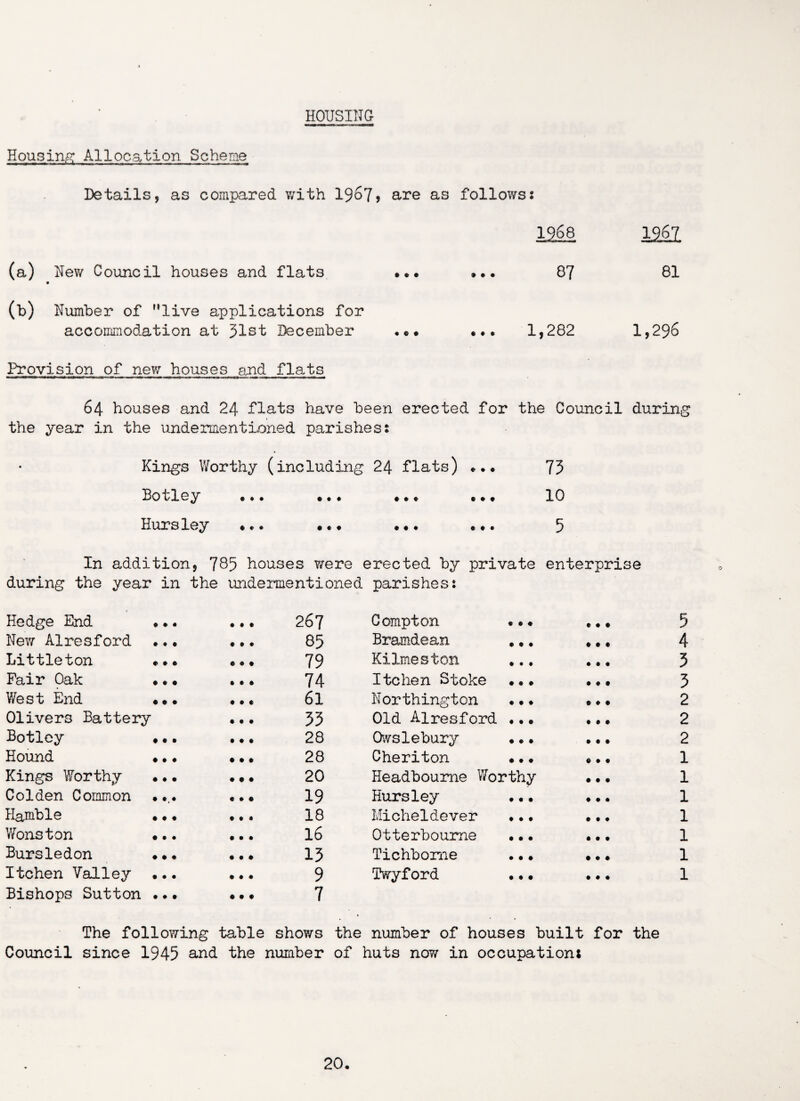 HOUSING
Housing Allocation Scheme
Details, as compared with 1967, are as follows:
1968 1967
(a) New Council houses and flats ... ... 87 81
(b) Number of "live applications for
accommodation at 31st December ... ... 1,282 1,296
Provision of new houses and flats
64 houses and 24 flats have been erected for the Council during
the year in the undermentioned parishes:
Kings Worthy (including 24 flats) ... 73
Botley ... ... ... ... 10
Hursley ... ... ... ... 5
In addition, 785 houses were erected by private enterprise
during the year in the undermentioned parishes:
Hedge End ... ... 267 Compton ... ... 5
New Alresford ... ... 85 Bramdean ... ... 4
Littleton ... ... 79 Kilmeston ... ... 3
Fair Oak ... ... 74 Itchen Stoke ... ... 3
West End ... ... 61 Northington ... ... 2
Olivers Battery ... 33 Old Alresford ... ... 2
Botley ... ... 28 Owslebury ... ... 2
Hound ... ... 28 Cheriton ... ... 1
Kings Worthy ... ... 20 Headbourne Worthy ... 1
Colden Common ... ... 19 Hursley ... ... 1
Hamble ... ... 18 Micheldever ... ... 1
Wonston ... ... 16 Otterbourne ... ... 1
Bursledon ... ... 13 Tichborne ... ... 1
Itchen Valley ... ... 9 Twyford ... ... 1
Bishops Sutton ... ... 7
The following table shows the number of houses built for the
Council since 1945 and the number of huts now in occupation:
20.